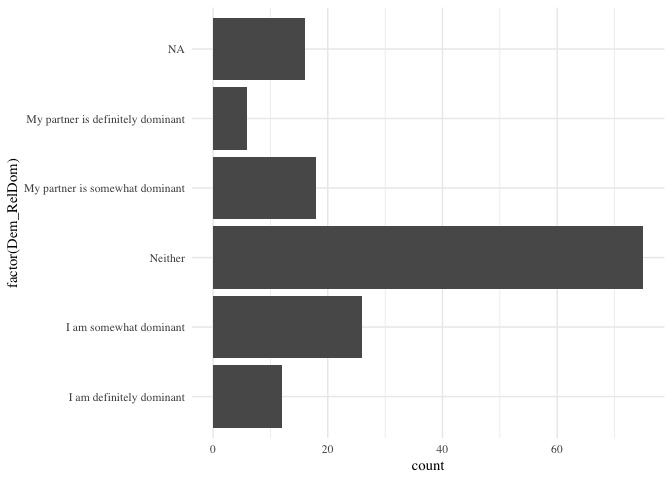 NA
My partner is definitely dominant
My partner is somewhat dominant
Neither
I am somewhat dominant
I am definitely dominant
factor(Dem_RelDom)
0 20 40 60
count